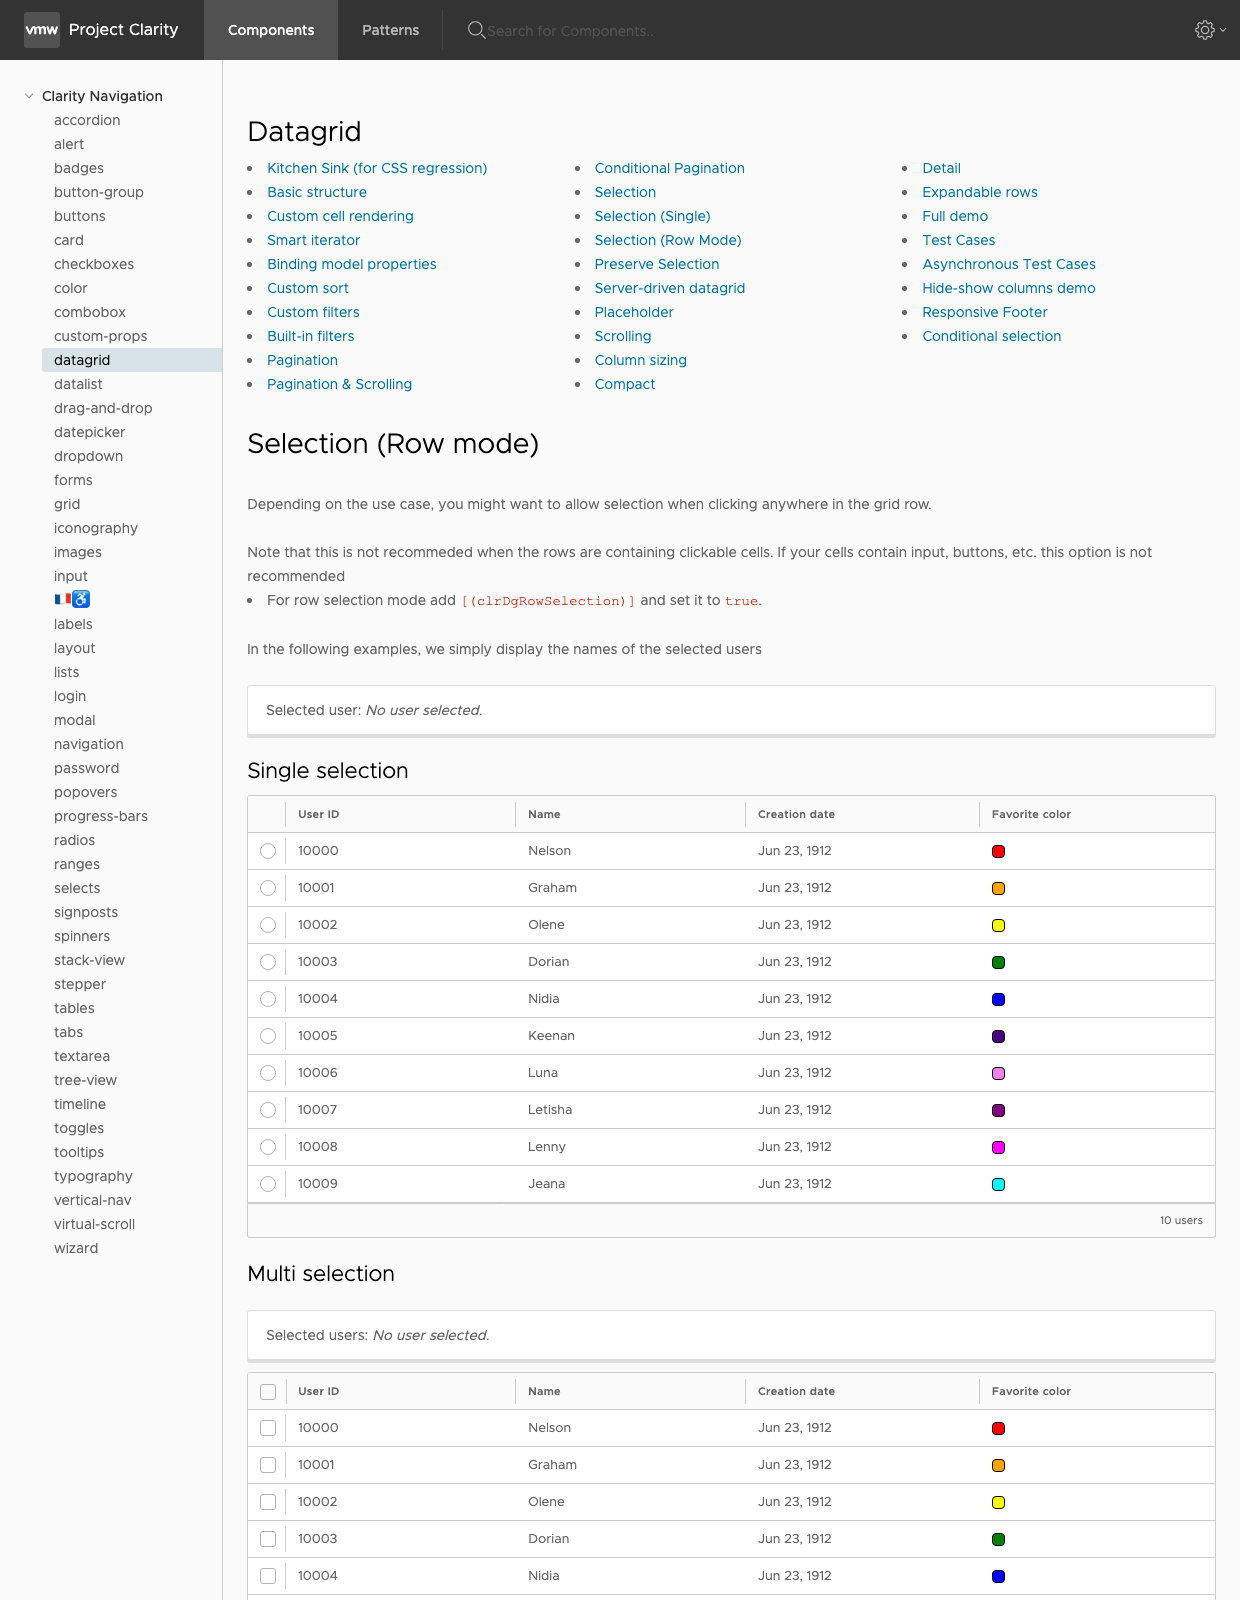 vmw Project Clarity Components Patterns Search for Components..
Clarity Navigation
accordion
alert
badges
button-group
buttons
card
checkboxes
color
combobox
custom-props
datagrid
datalist
drag-and-drop
datepicker
dropdown
forms
grid
iconography
images
input
🇫🇷♿
labels
layout
lists
login
modal
navigation
password
popovers
progress-bars
radios
ranges
selects
signposts
spinners
stack-view
stepper
tables
tabs
textarea
tree-view
timeline
toggles
tooltips
typography
vertical-nav
virtual-scroll
wizard
Datagrid
Kitchen Sink (for CSS regression)
Basic structure
Custom cell rendering
Smart iterator
Binding model properties
Custom sort
Custom filters
Built-in filters
Pagination
Pagination & Scrolling
Conditional Pagination
Selection
Selection (Single)
Selection (Row Mode)
Preserve Selection
Server-driven datagrid
Placeholder
Scrolling
Column sizing
Compact
Detail
Expandable rows
Full demo
Test Cases
Asynchronous Test Cases
Hide-show columns demo
Responsive Footer
Conditional selection
Selection (Row mode)
Depending on the use case, you might want to allow selection when clicking anywhere in the grid row.
Note that this is not recommeded when the rows are containing clickable cells. If your cells contain input, buttons, etc. this option is not
recommended
For row selection mode add [(clrDgRowSelection)] and set it to true.
In the following examples, we simply display the names of the selected users
Selected user: No user selected.
Single selection
User ID Name Creation date Favorite color
10000 Nelson Jun 23, 1912
10001 Graham Jun 23, 1912
10002 Olene Jun 23, 1912
10003 Dorian Jun 23, 1912
10004 Nidia Jun 23, 1912
10005 Keenan Jun 23, 1912
10006 Luna Jun 23, 1912
10007 Letisha Jun 23, 1912
10008 Lenny Jun 23, 1912
10009 Jeana Jun 23, 1912
10 users
Multi selection
Selected users: No user selected.
User ID Name Creation date Favorite color
10000 Nelson Jun 23, 1912
10001 Graham Jun 23, 1912
10002 Olene Jun 23, 1912
10003 Dorian Jun 23, 1912
10004 Nidia Jun 23, 1912